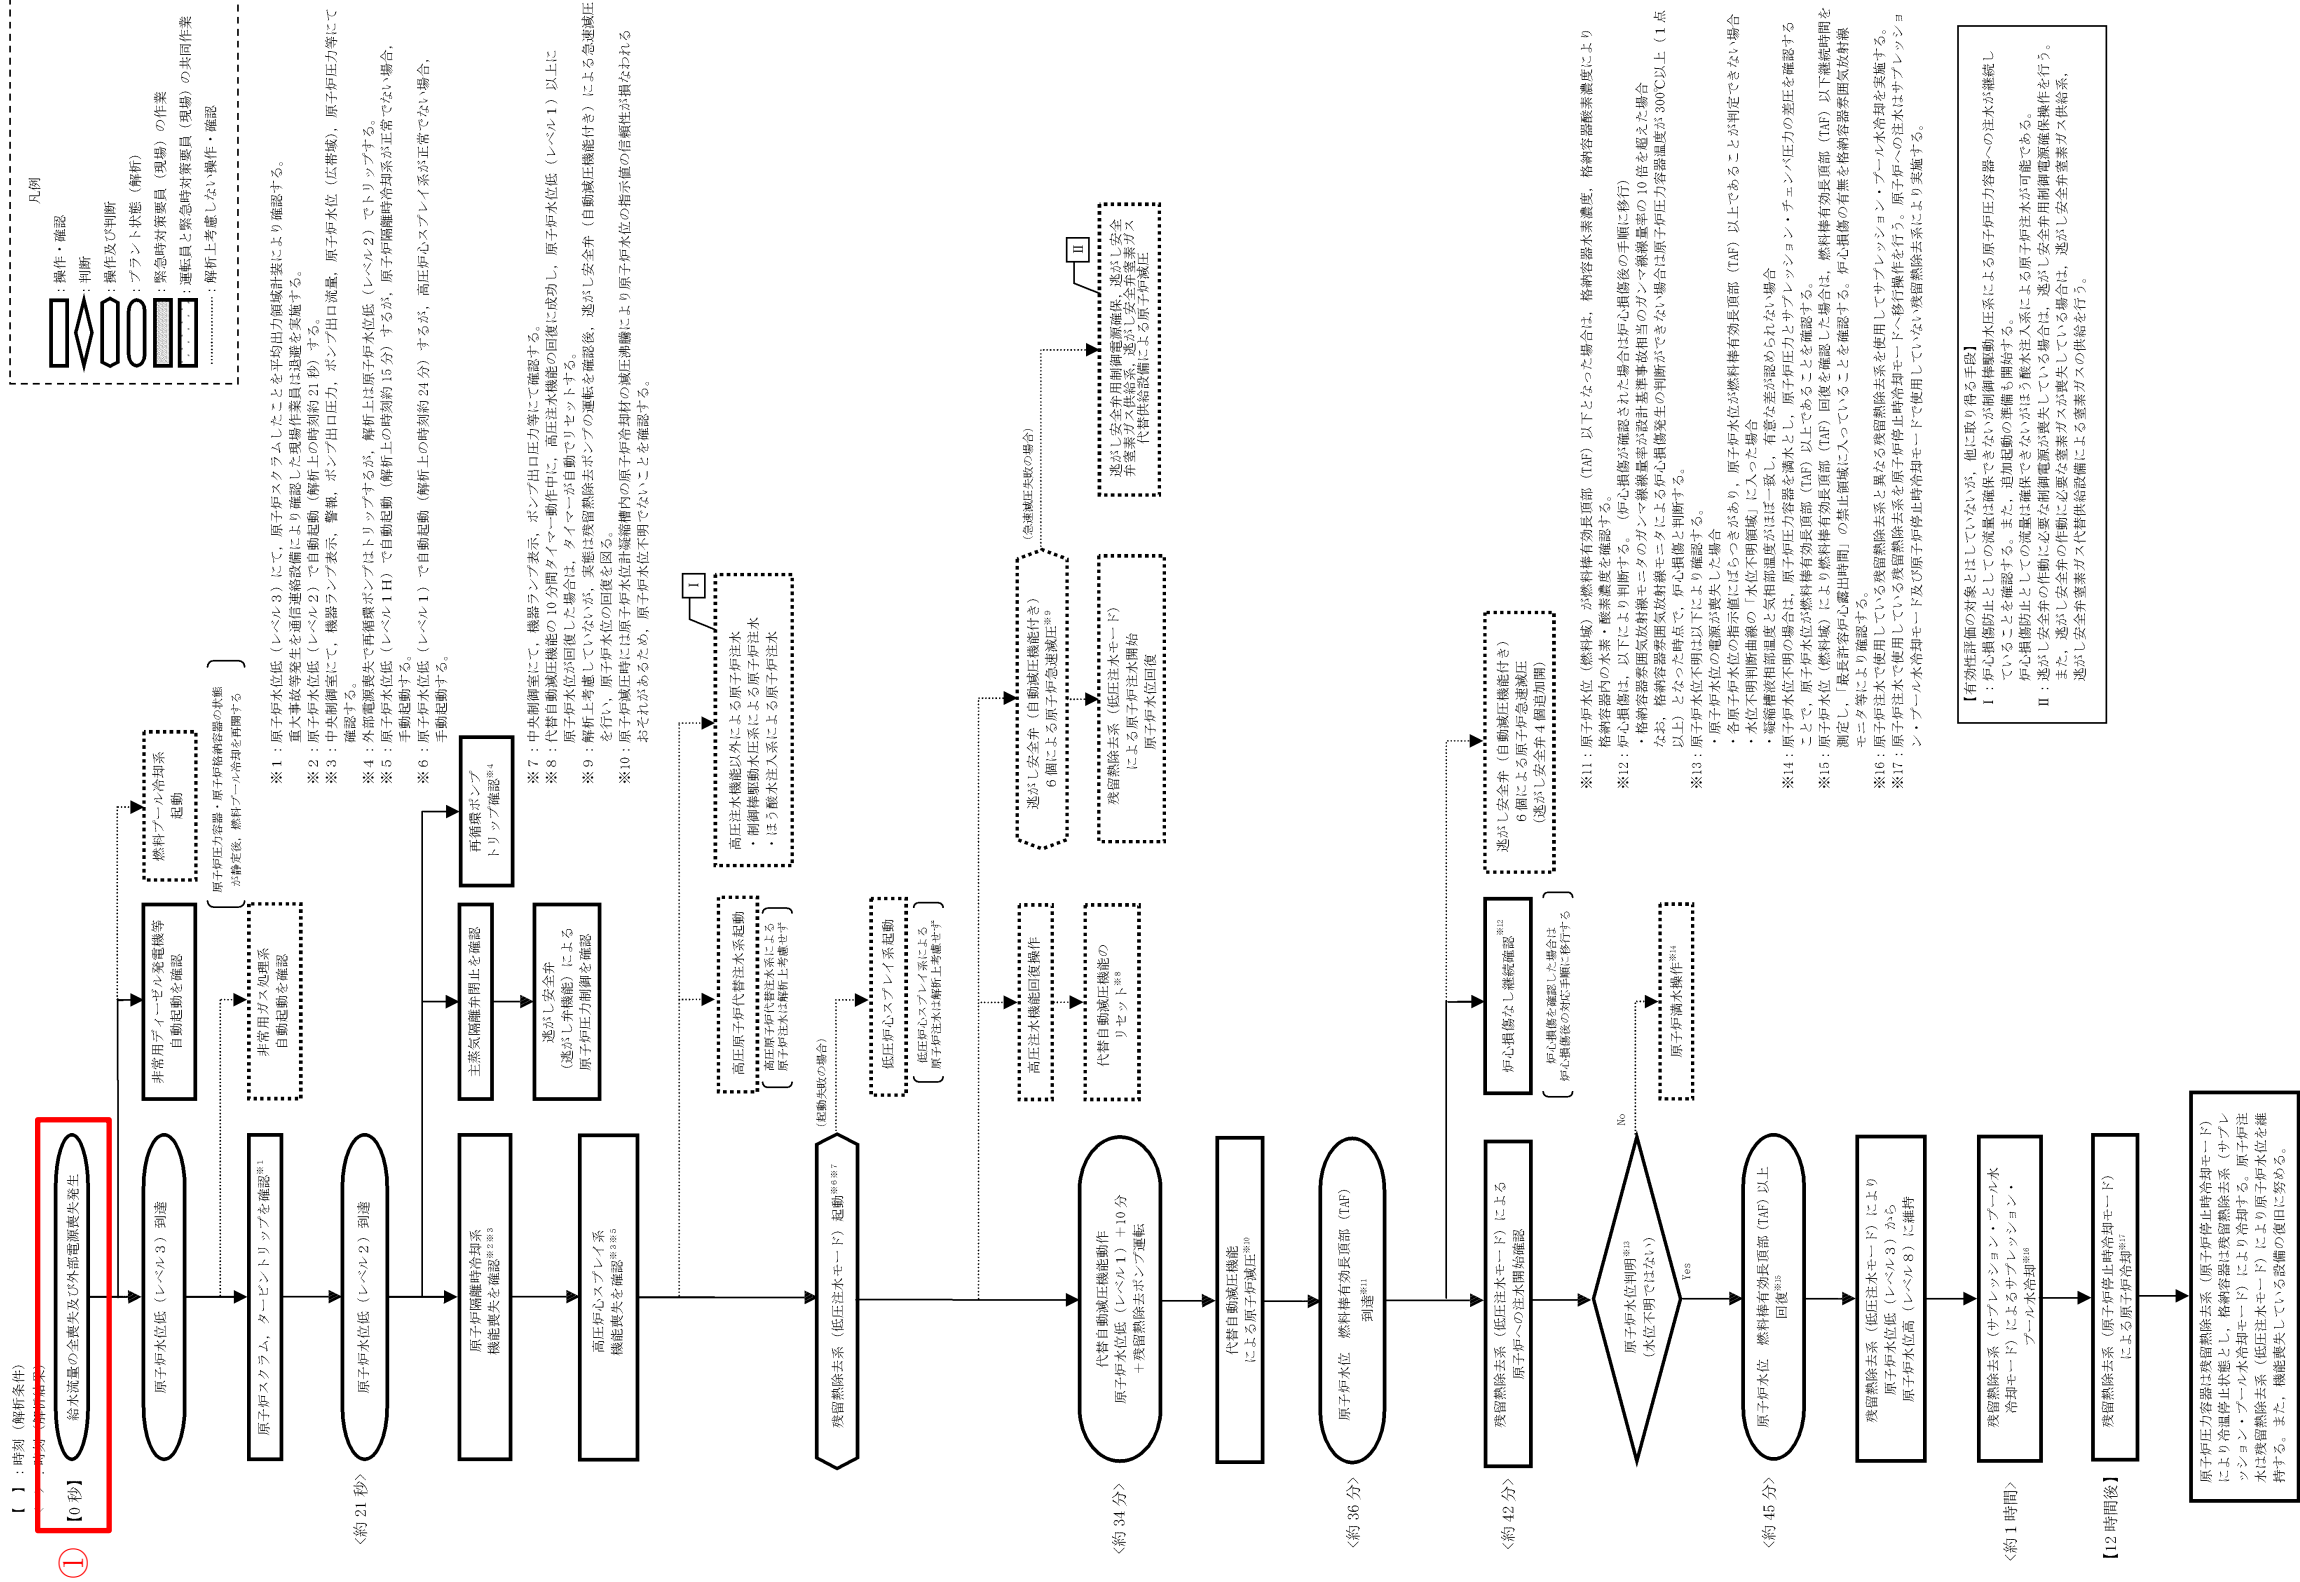 【　】：時刻（解析条件）
①
【0 秒】
給水流量の全喪失及び外部電源喪失発生
原子炉水位低（レベル３）到達
原子炉スクラム，タービントリップを確認※1
＜約 21 秒＞
原子炉水位低（レベル２）到達
原子炉隔離時冷却系
機能喪失を確認※2※3
高圧炉心スプレイ系
機能喪失を確認※3※5
残留熱除去系（低圧注水モード）起動※6※7
＜約 34 分＞
代替自動減圧機能動作
原子炉水位低（レベル１）＋10 分
＋残留熱除去ポンプ運転
代替自動減圧機能
による原子炉減圧※10
＜約 36 分＞
原子炉水位　燃料棒有効長頂部（TAF）
到達※11
＜約 42 分＞
残留熱除去系（低圧注水モード）による
原子炉への注水開始確認
原子炉水位判明※13
（水位不明ではない）
No
Yes
＜約 45 分＞
原子炉水位　燃料棒有効長頂部（TAF）以上
回復※15
残留熱除去系（低圧注水モード）により
原子炉水位低（レベル３）から
原子炉水位高（レベル８）に維持
＜約 1 時間＞
残留熱除去系（サプレッション・プール水
冷却モード）によるサプレッション・
プール水冷却※16
【12 時間後】
残留熱除去系（原子炉停止時冷却モード）
による原子炉冷却※17
原子炉圧力容器は残留熱除去系（原子炉停止時冷却モード）
により冷温停止状態とし，格納容器は残留熱除去系（サプレ
ッション・プール水冷却モード）により冷却する。原子炉注
水は残留熱除去系（低圧注水モード）により原子炉水位を維
持する。また，機能喪失している設備の復旧に努める。
非常用ディーゼル発電機等
自動起動を確認
燃料プール冷却系
起動
原子炉圧力容器・原子炉格納容器の状態
が静定後，燃料プール冷却を再開する
非常用ガス処理系
自動起動を確認
主蒸気隔離弁閉止を確認
再循環ポンプ
トリップ確認※4
逃がし安全弁
（逃がし弁機能）による
原子炉圧力制御を確認
高圧原子炉代替注水系起動
高圧原子炉代替注水系による
原子炉注水は解析上考慮せず
Ⅰ
高圧注水機能以外による原子炉注水
・制御棒駆動水圧系による原子炉注水
・ほう酸水注入系による原子炉注水
（起動失敗の場合）
低圧炉心スプレイ系起動
低圧炉心スプレイ系による
原子炉注水は解析上考慮せず
高圧注水機能回復操作
代替自動減圧機能の
リセット※8
逃がし安全弁（自動減圧機能付き）
６個による原子炉急速減圧※9
残留熱除去系（低圧注水モード）
による原子炉注水開始
原子炉水位回復
（急速減圧失敗の場合）
Ⅱ
逃がし安全弁用制御電源確保，逃がし安全
弁窒素ガス供給系，逃がし安全弁窒素ガス
代替供給設備による原子炉減圧
炉心損傷なし継続確認※12
炉心損傷を確認した場合は
炉心損傷後の対応手順に移行する
逃がし安全弁（自動減圧機能付き）
６個による原子炉急速減圧
（逃がし安全弁４個追加開）
原子炉満水操作※14
凡例
：操作・確認
：判断
：操作及び判断
：プラント状態（解析）
：緊急時対策要員（現場）の作業
：運転員と緊急時対策要員（現場）の共同作業
：解析上考慮しない操作・確認
※１：原子炉水位低（レベル３）にて，原子炉スクラムしたことを平均出力領域計装により確認する。
重大事故等発生を通信連絡設備により確認した現場作業員は退避を実施する。
※２：原子炉水位低（レベル２）で自動起動（解析上の時刻約 21 秒）する。
※３：中央制御室にて，機器ランプ表示，警報，ポンプ出口圧力，ポンプ出口流量，原子炉水位（広帯域），原子炉圧力等にて
確認する。
※４：外部電源喪失で再循環ポンプはトリップするが，解析上は原子炉水位低（レベル２）でトリップする。
※５：原子炉水位低（レベル１Ｈ）で自動起動（解析上の時刻約 15 分）するが，原子炉隔離時冷却系が正常でない場合，
手動起動する。
※６：原子炉水位低（レベル１）で自動起動（解析上の時刻約 24 分）するが，高圧炉心スプレイ系が正常でない場合，
手動起動する。
※７：中央制御室にて，機器ランプ表示，ポンプ出口圧力等にて確認する。
※８：代替自動減圧機能の 10 分間タイマー動作中に，高圧注水機能の回復に成功し，原子炉水位低（レベル１）以上に
原子炉水位が回復した場合は，タイマーが自動でリセットする。
※９：解析上考慮していないが，実態は残留熱除去ポンプの運転を確認後，逃がし安全弁（自動減圧機能付き）による急速減圧
を行い，原子炉水位の回復を図る。
※10：原子炉減圧時には原子炉水位計凝縮槽内の原子炉冷却材の減圧沸騰により原子炉水位の指示値の信頼性が損なわれる
おそれがあるため，原子炉水位不明でないことを確認する。
※11：原子炉水位（燃料域）が燃料棒有効長頂部（TAF）以下となった場合は，格納容器水素濃度，格納容器酸素濃度により
格納容器内の水素・酸素濃度を確認する。
※12：炉心損傷は，以下により判断する。（炉心損傷が確認された場合は炉心損傷後の手順に移行）
・格納容器雰囲気放射線モニタのガンマ線線量率が設計基準事故相当のガンマ線線量率の 10 倍を超えた場合
なお，格納容器雰囲気放射線モニタによる炉心損傷発生の判断ができない場合は原子炉圧力容器温度が 300℃以上（１点
以上）となった時点で，炉心損傷と判断する。
※13：原子炉水位不明は以下により確認する。
・原子炉水位の電源が喪失した場合
・各原子炉水位の指示値にばらつきがあり，原子炉水位が燃料棒有効長頂部（TAF）以上であることが判定できない場合
・水位不明判断曲線の「水位不明領域」に入った場合
・凝縮槽液相部温度と気相部温度がほぼ一致し，有意な差が認められない場合
※14：原子炉水位不明の場合は，原子炉圧力容器を満水とし，原子炉圧力とサプレッション・チェンバ圧力の差圧を確認する
ことで，原子炉水位が燃料棒有効長頂部（TAF）以上であることを確認する。
※15：原子炉水位（燃料域）により燃料棒有効長頂部（TAF）回復を確認した場合は，燃料棒有効長頂部（TAF）以下継続時間を
測定し，「最長許容炉心露出時間」の禁止領域に入っていることを確認する。炉心損傷の有無を格納容器雰囲気放射線
モニタ等により確認する。
※16：原子炉注水で使用している残留熱除去系と異なる残留熱除去系を使用してサプレッション・プール水冷却を実施する。
※17：原子炉注水で使用している残留熱除去系を原子炉停止時冷却モードへ移行操作を行う。原子炉への注水はサプレッショ
ン・プール水冷却モード及び原子炉停止時冷却モードで使用していない残留熱除去系により実施する。
【有効性評価の対象とはしていないが，他に取り得る手段】
Ⅰ：炉心損傷防止としての流量は確保できないが制御棒駆動水圧系による原子炉圧力容器への注水が継続し
ていることを確認する。また，追加起動の準備も開始する。
炉心損傷防止としての流量は確保できないがほう酸水注入系による原子炉注水が可能である。
Ⅱ：逃がし安全弁の作動に必要な制御電源が喪失している場合は，逃がし安全弁用制御電源確保操作を行う。
また，逃がし安全弁の作動に必要な窒素ガスが喪失している場合は，逃がし安全弁窒素ガス供給系，
逃がし安全弁窒素ガス代替供給設備による窒素ガスの供給を行う。